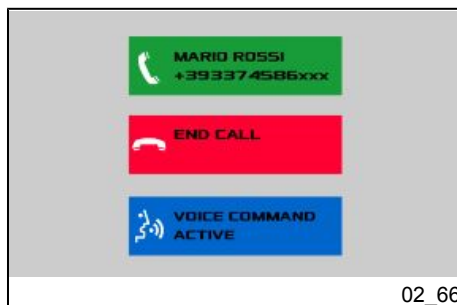 MARIO ROSSI
+393374586xxx
END CALL
VOICE COMMAND
ACTIVE
02_66